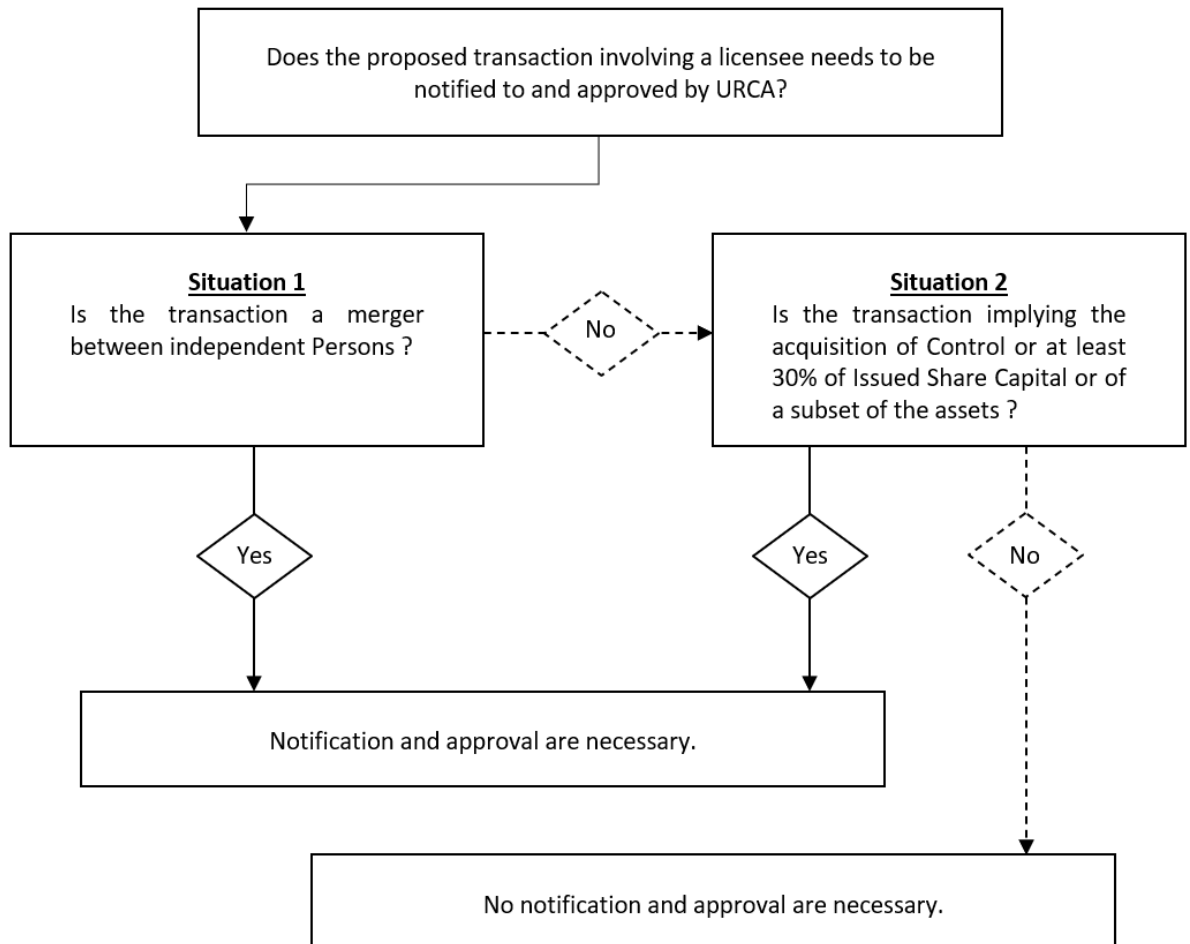 Does the proposed transaction involving a licensee needs to be
notified to and approved by URCA?
Situation 1
Is the transaction a merger
between independent Persons ?
No
Situation 2
Is the transaction implying the
acquisition of Control or at least
30% of Issued Share Capital or of
a subset of the assets ?
Yes
Yes
No
Notification and approval are necessary.
No notification and approval are necessary.